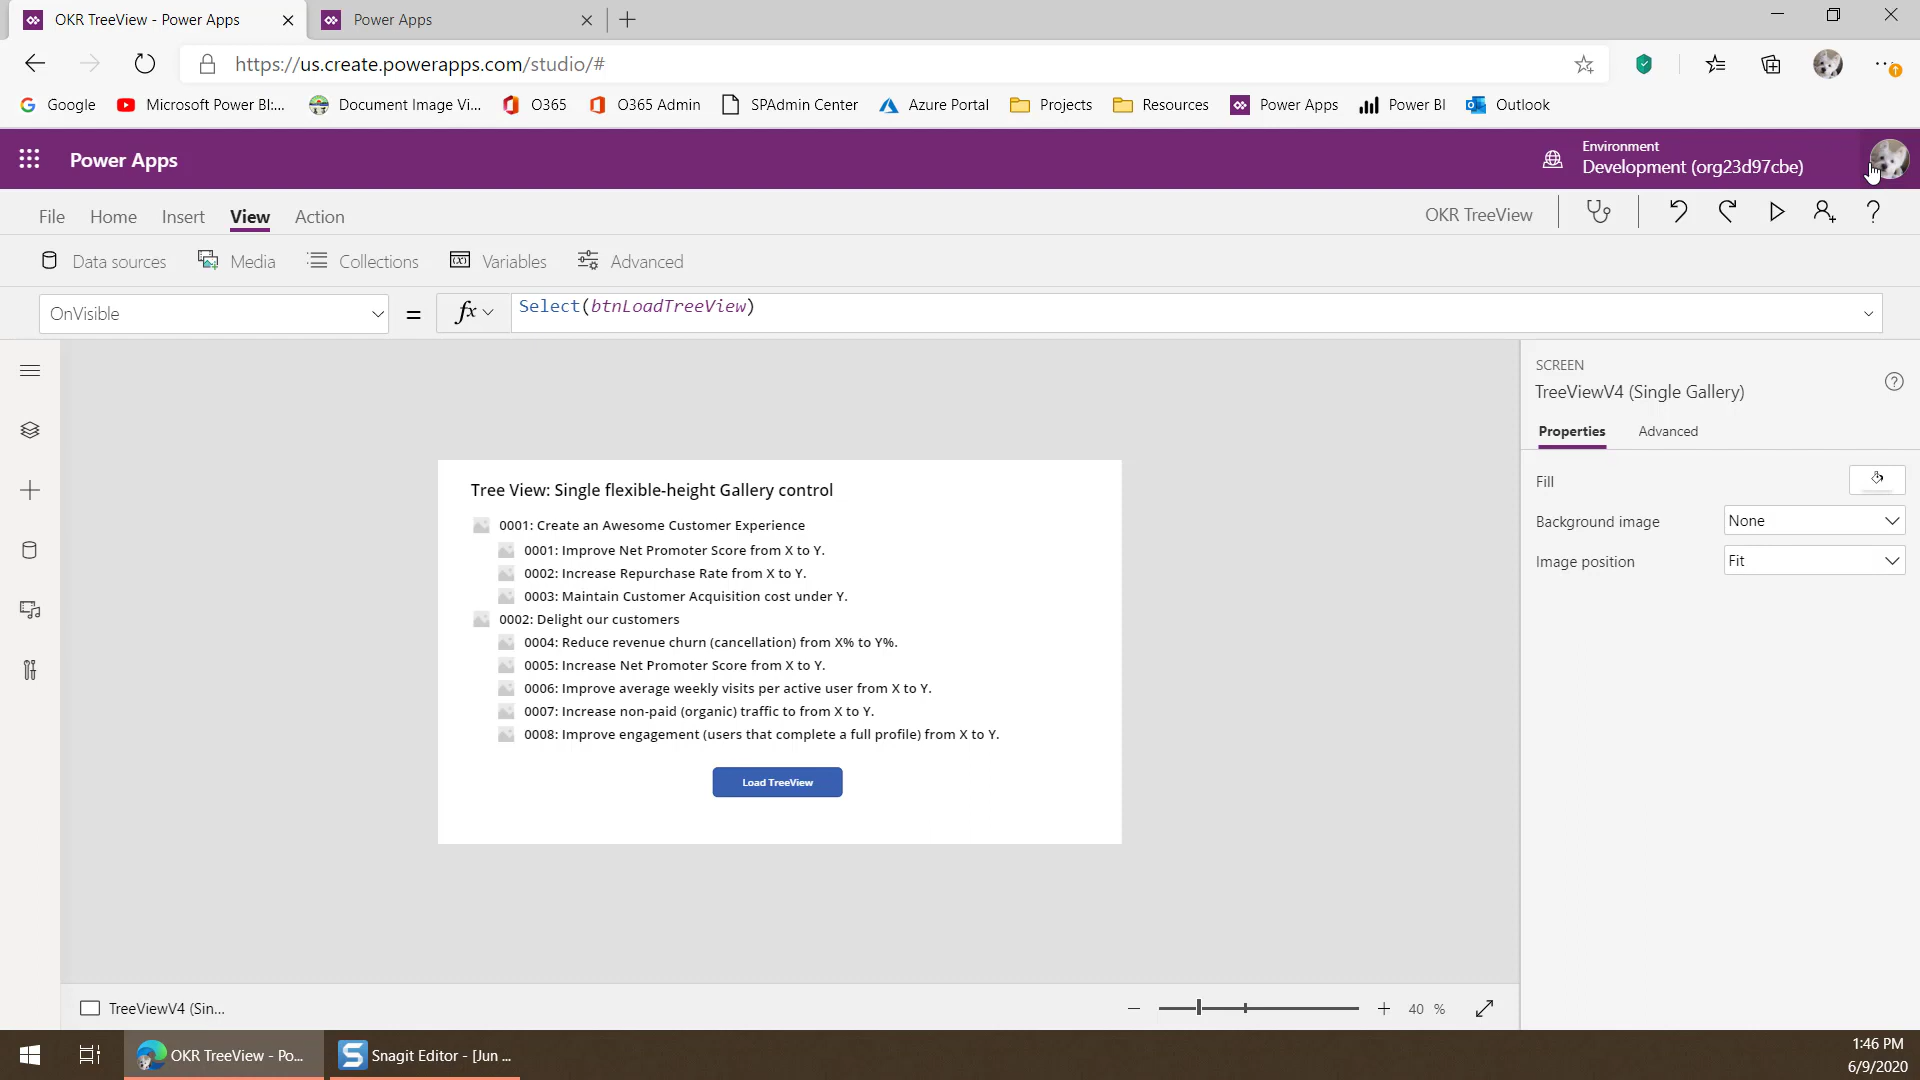 OKR TreeView - Power Apps
Power Apps
https://us.create.powerapps.com/studio/#
Google
Microsoft Power BI:...
Document Image Vi...
O365
O365 Admin
SPAdmin Center
Azure Portal
Projects
Resources
Power Apps
Power BI
Outlook
Power Apps
Environment
Development (org23d97cbe)
File
Home
Insert
View
Action
OKR TreeView
Data sources
Media
Collections
Variables
Advanced
OnVisible
=
fx
Select(btnLoadTreeView)
SCREEN
TreeViewV4 (Single Gallery)
Properties
Advanced
Fill
Background image
None
Image position
Fit
Tree View: Single flexible-height Gallery control
0001: Create an Awesome Customer Experience
0001: Improve Net Promoter Score from X to Y.
0002: Increase Repurchase Rate from X to Y.
0003: Maintain Customer Acquisition cost under Y.
0002: Delight our customers
0004: Reduce revenue churn (cancellation) from X% to Y%.
0005: Increase Net Promoter Score from X to Y.
0006: Improve average weekly visits per active user from X to Y.
0007: Increase non-paid (organic) traffic to from X to Y.
0008: Improve engagement (users that complete a full profile) from X to Y.
Load TreeView
TreeViewV4 (Sin...
40 %
OKR TreeView - Po...
S
Snagit Editor - [Jun ...
1:46 PM
6/9/2020